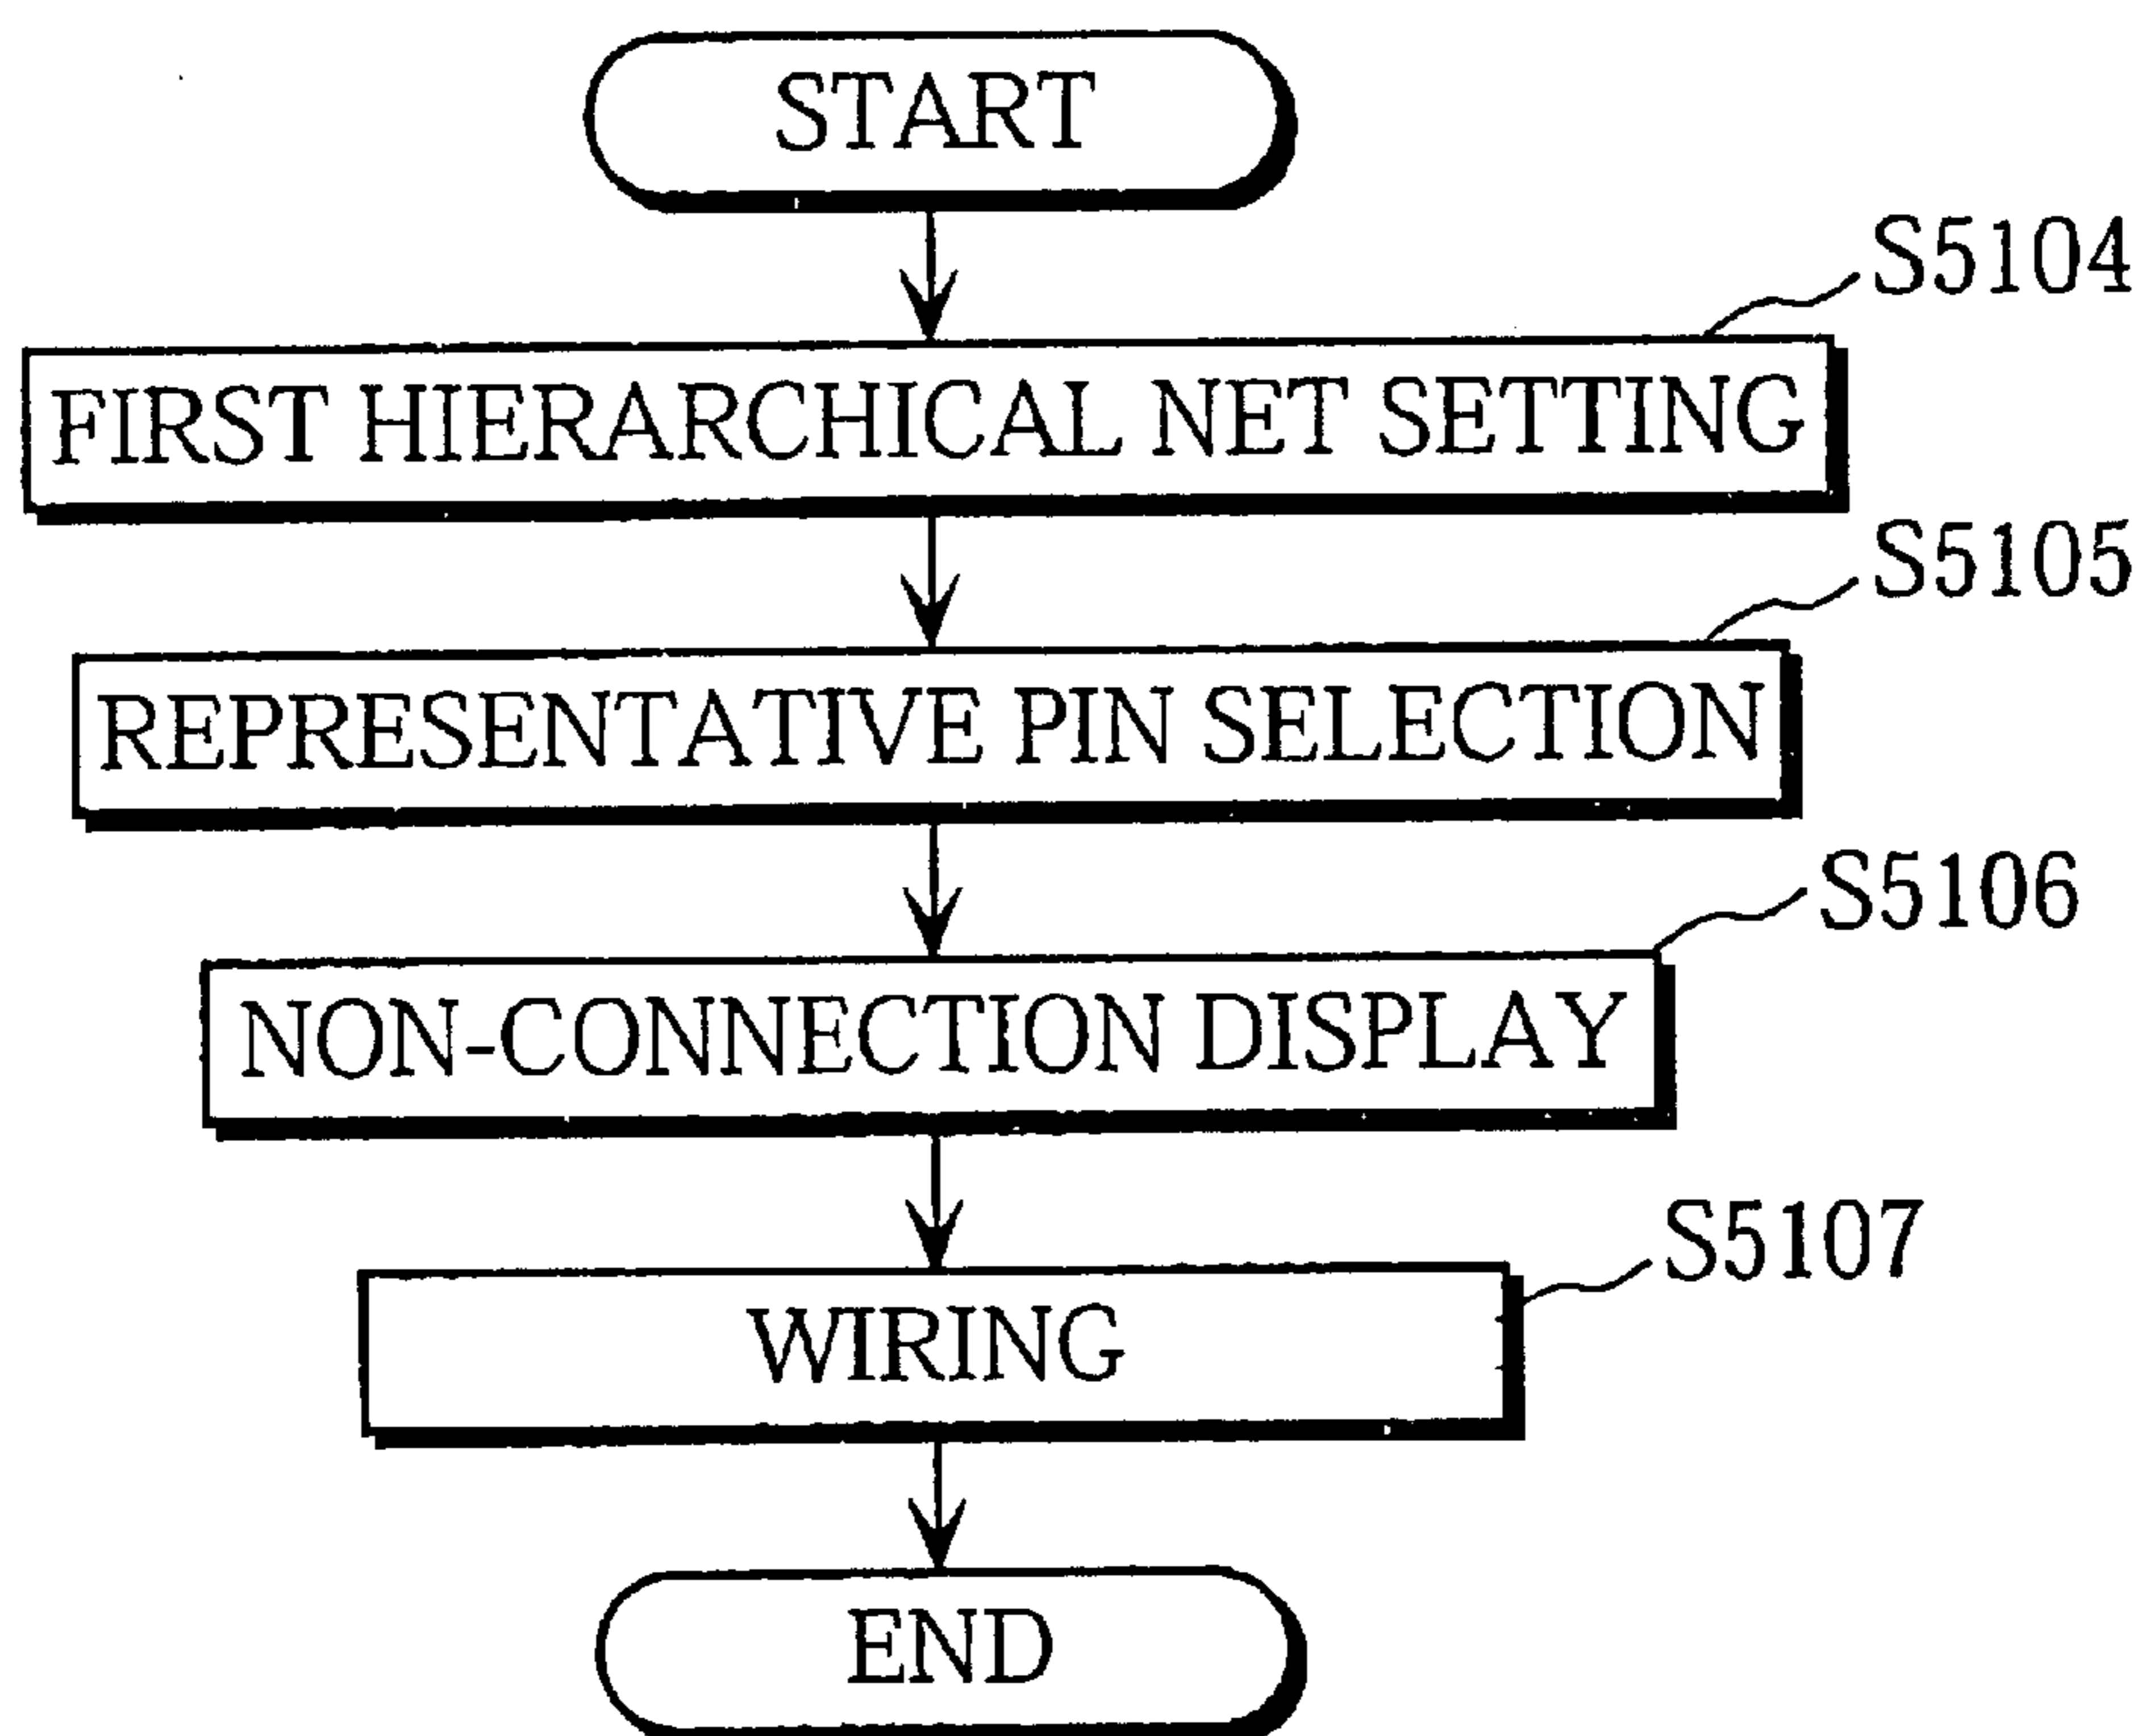 START
S5104
FIRST HIERARCHICAL NET SETTING
S5105
REPRESENTATIVE PIN SELECTION
S5106
NON-CONNECTION DISPLAY
S5107
WIRING
END